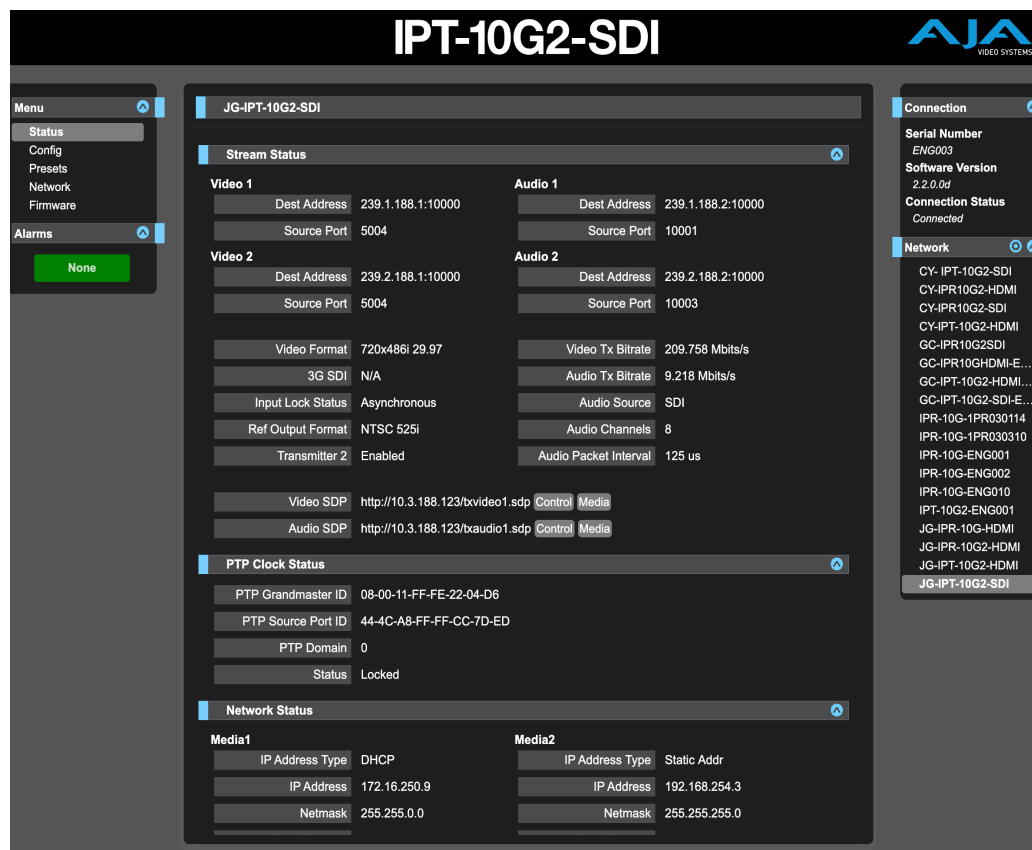 IPT-10G2-SDI
AJA
VIDEO SYSTEMS
Menu
Status
Config
Presets
Network
Firmware
Alarms
None
JG-IPT-10G2-SDI
Stream Status
Video 1
Dest Address 239.1.188.1:10000
Source Port 5004
Video 2
Dest Address 239.2.188.1:10000
Source Port 5004
Audio 1
Dest Address 239.1.188.2:10000
Source Port 10001
Audio 2
Dest Address 239.2.188.2:10000
Source Port 10003
Video Format 720x486i 29.97
3G SDI N/A
Input Lock Status Asynchronous
Ref Output Format NTSC 525i
Transmitter 2 Enabled
Video Tx Bitrate 209.758 Mbits/s
Audio Tx Bitrate 9.218 Mbits/s
Audio Source SDI
Audio Channels 8
Audio Packet Interval 125 us
Video SDP http://10.3.188.123/txvideo1.sdp Control Media
Audio SDP http://10.3.188.123/txaudio1.sdp Control Media
PTP Clock Status
PTP Grandmaster ID 08-00-11-FF-FE-22-04-D6
PTP Source Port ID 44-4C-A8-FF-FF-CC-7D-ED
PTP Domain 0
Status Locked
Network Status
Media1
IP Address Type DHCP
IP Address 172.16.250.9
Netmask 255.255.0.0
Media2
IP Address Type Static Addr
IP Address 192.168.254.3
Netmask 255.255.255.0
Connection
Serial Number
ENG003
Software Version
2.2.0.0d
Connection Status
Connected
Network
CY- IPT-10G2-SDI
CY-IPR10G2-HDMI
CY-IPR10G2-SDI
CY-IPT-10G2-HDMI
GC-IPR10G2SDI
GC-IPR10GHDMI-E...
GC-IPT-10G2-HDMI...
GC-IPT-10G2-SDI-E...
IPR-10G-1PR030114
IPR-10G-1PR030310
IPR-10G-ENG001
IPR-10G-ENG002
IPR-10G-ENG010
IPT-10G2-ENG001
JG-IPR-10G-HDMI
JG-IPR-10G2-HDMI
JG-IPT-10G2-HDMI
JG-IPT-10G2-SDI